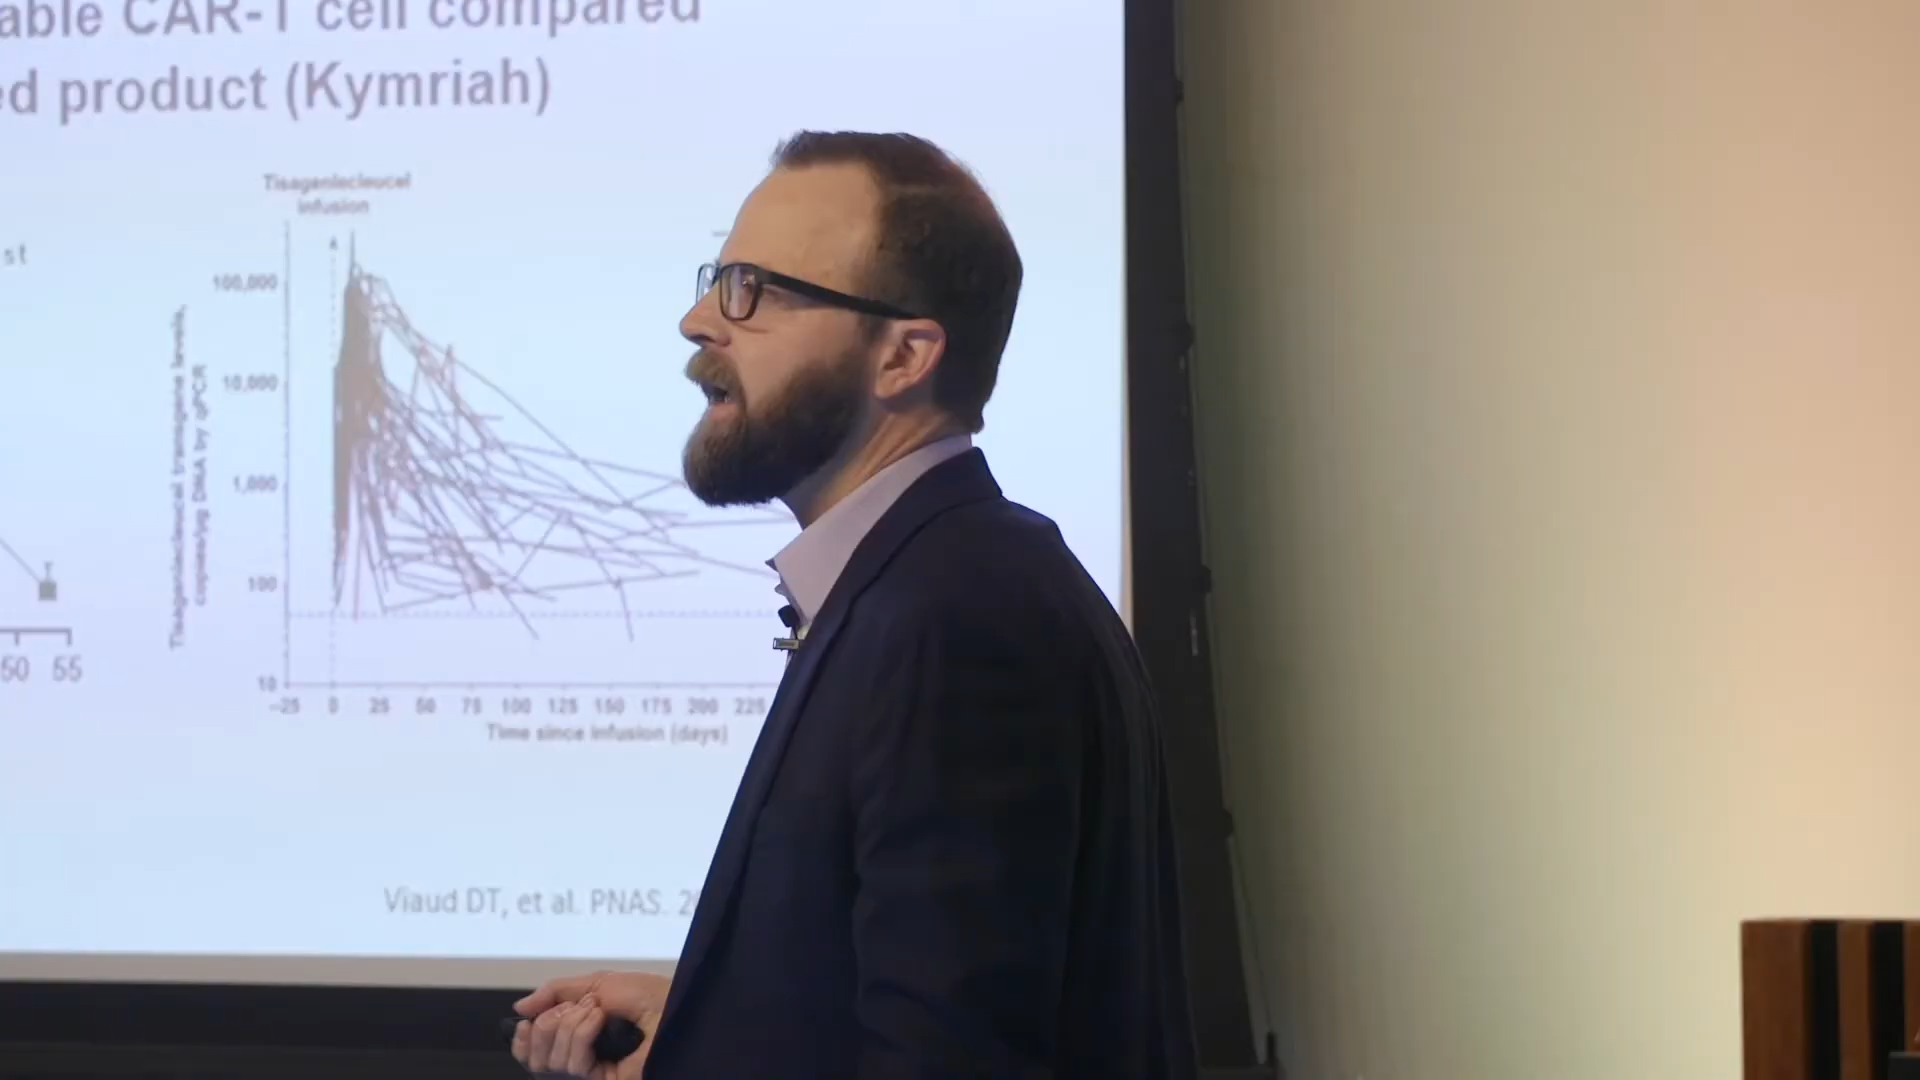 able CAR-T cell compared
ed product (Kymriah)
Tisagenlecleucel
infusion
st
100,000
10,000
1,000
100
10
Tisagenlecleucel transgene levels,
copies/µg DNA by qPCR
-25 0 25 50 75 100 125 150 175 200 225
Time since infusion (days)
50 55
Viaud DT, et al. PNAS. 20